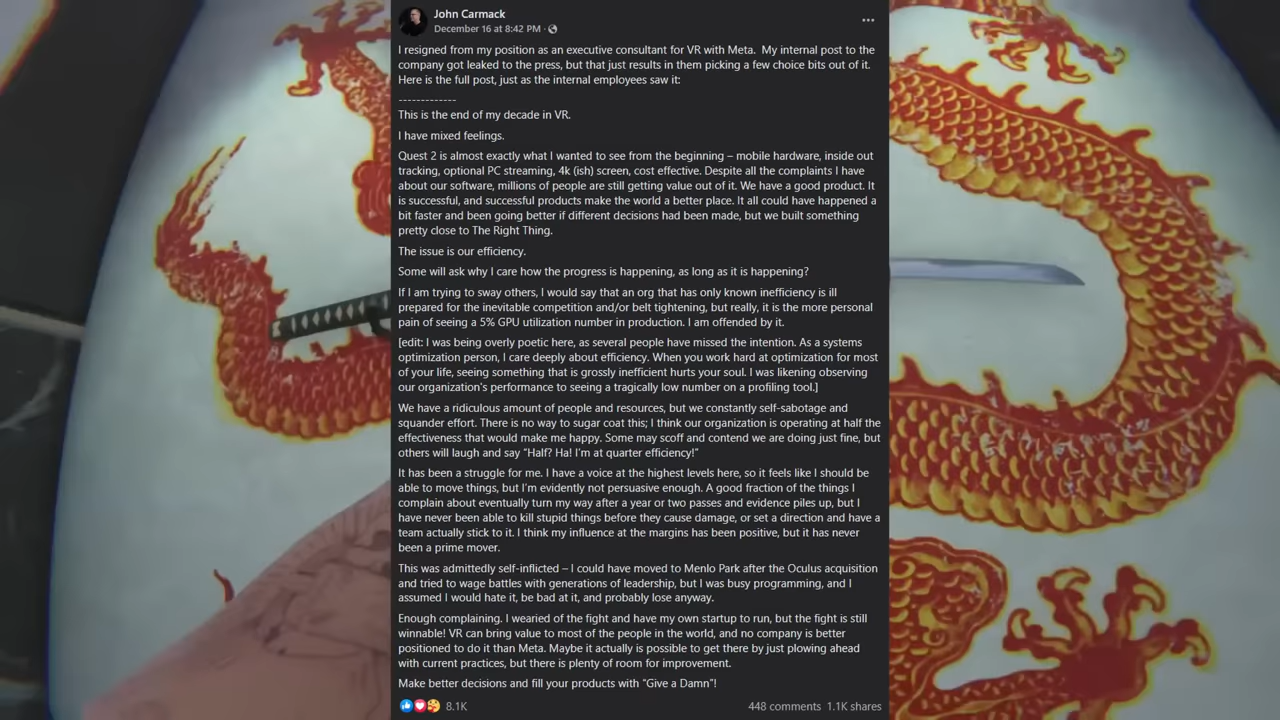 John Carmack
December 16 at 8:42 PM ·
I resigned from my position as an executive consultant for VR with Meta. My internal post to the
company got leaked to the press, but that just results in them picking a few choice bits out of it.
Here is the full post, just as the internal employees saw it:
-------------
This is the end of my decade in VR.
I have mixed feelings.
Quest 2 is almost exactly what I wanted to see from the beginning – mobile hardware, inside out
tracking, optional PC streaming, 4k (ish) screen, cost effective. Despite all the complaints I have
about our software, millions of people are still getting value out of it. We have a good product. It
is successful, and successful products make the world a better place. It all could have happened a
bit faster and been going better if different decisions had been made, but we built something
pretty close to The Right Thing.
The issue is our efficiency.
Some will ask why I care how the progress is happening, as long as it is happening?
If I am trying to sway others, I would say that an org that has only known inefficiency is ill
prepared for the inevitable competition and/or belt tightening, but really, it is the more personal
pain of seeing a 5% GPU utilization number in production. I am offended by it.
[edit: I was being overly poetic here, as several people have missed the intention. As a systems
optimization person, I care deeply about efficiency. When you work hard at optimization for most
of your life, seeing something that is grossly inefficient hurts your soul. I was likening observing
our organization's performance to seeing a tragically low number on a profiling tool.]
We have a ridiculous amount of people and resources, but we constantly self-sabotage and
squander effort. There is no way to sugar coat this; I think our organization is operating at half the
effectiveness that would make me happy. Some may scoff and contend we are doing just fine, but
others will laugh and say “Half? Ha! I'm at quarter efficiency!”
It has been a struggle for me. I have a voice at the highest levels here, so it feels like I should be
able to move things, but I'm evidently not persuasive enough. A good fraction of the things I
complain about eventually turn my way after a year or two passes and evidence piles up, but I
have never been able to kill stupid things before they cause damage, or set a direction and have a
team actually stick to it. I think my influence at the margins has been positive, but it has never
been a prime mover.
This was admittedly self-inflicted – I could have moved to Menlo Park after the Oculus acquisition
and tried to wage battles with generations of leadership, but I was busy programming, and I
assumed I would hate it, be bad at it, and probably lose anyway.
Enough complaining. I wearied of the fight and have my own startup to run, but the fight is still
winnable! VR can bring value to most of the people in the world, and no company is better
positioned to do it than Meta. Maybe it actually is possible to get there by just plowing ahead
with current practices, but there is plenty of room for improvement.
Make better decisions and fill your products with “Give a Damn”!
8.1K 448 comments 1.1K shares